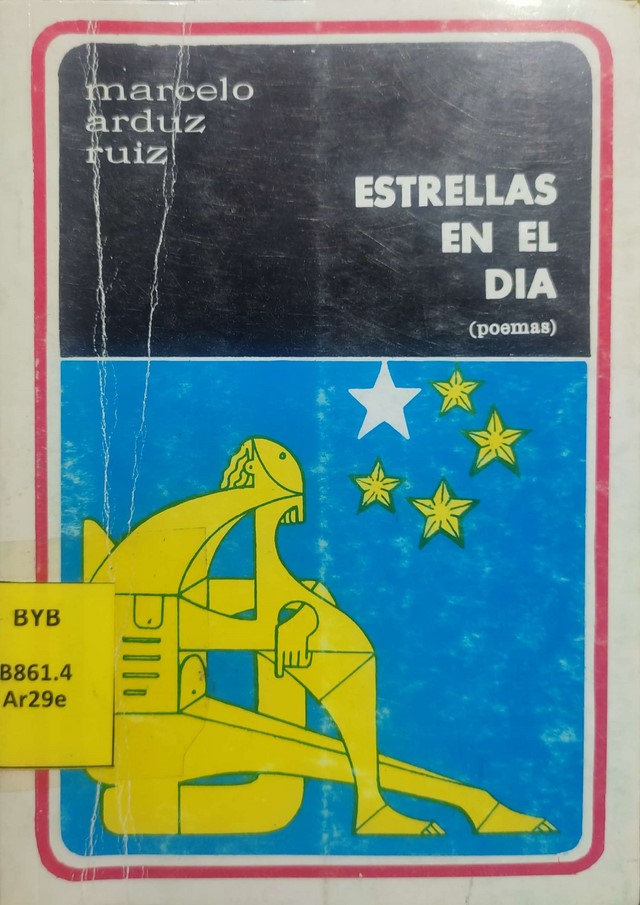 marcelo
arduz
ruiz
ESTRELLAS
EN EL
DIA
(poemas)
BYB
B861.4
Ar29e